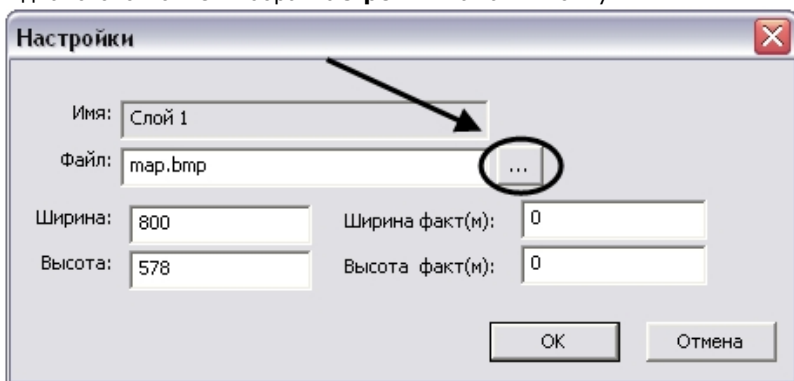 Настройки
Имя: Слой 1
Файл: map.bmp ...
Ширина: 800 Ширина факт(м): 0
Высота: 578 Высота факт(м): 0
OK Отмена